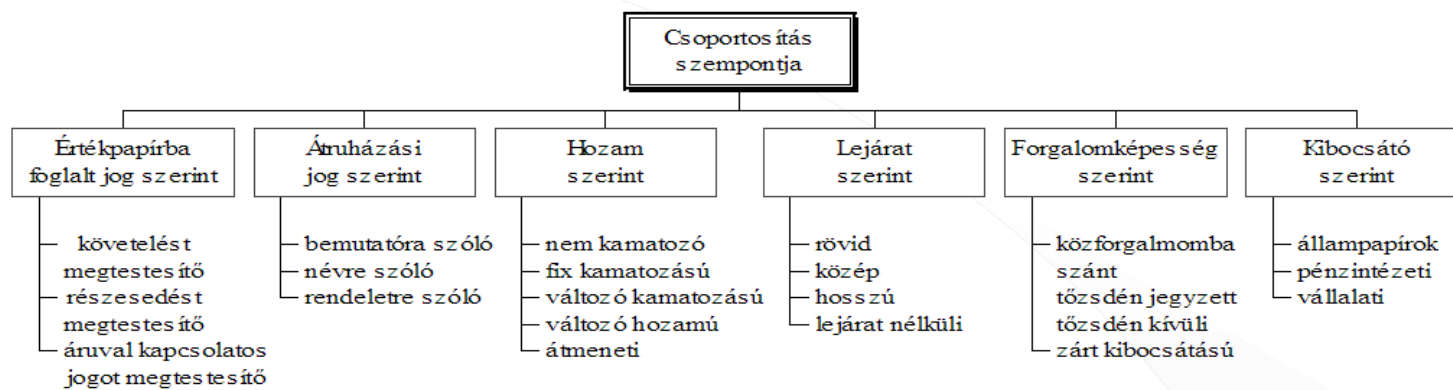 Csoportosítás
szempontja
Értékpapírba
foglalt jog szerint
követelést
megtestesítő
részesedést
megtestesítő
áruval kapcsolatos
jogot megtestesítő
Átruházási
jog szerint
bemutatóra szóló
névre szóló
rendeletre szóló
Hozam
szerint
nem kamatozó
fix kamatozású
változó kamatozású
változó hozamú
átmeneti
Lejárat
szerint
rövid
közép
hosszú
lejárat nélküli
Forgalomképesség
szerint
közforgalmomba
szánt
tőzsdén jegyzett
tőzsdén kívüli
zárt kibocsátású
Kibocsátó
szerint
állampapírok
pénzintézeti
vállalati